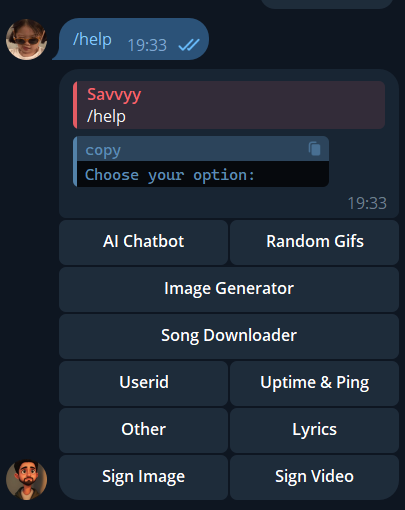 /help 19:33
Savvyy
/help
copy
Choose your option:
19:33
AI Chatbot Random Gifs
Image Generator
Song Downloader
Userid Uptime & Ping
Other Lyrics
Sign Image Sign Video